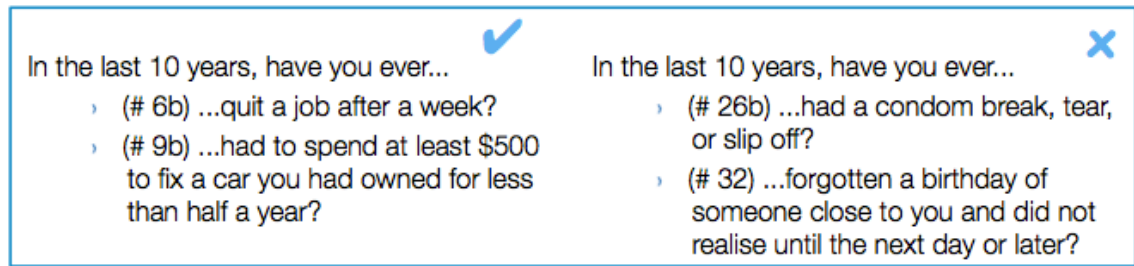 In the last 10 years, have you ever...
› (# 6b) ...quit a job after a week?
› (# 9b) ...had to spend at least $500
to fix a car you had owned for less
than half a year?
In the last 10 years, have you ever...
› (# 26b) ...had a condom break, tear,
or slip off?
› (# 32) ...forgotten a birthday of
someone close to you and did not
realise until the next day or later?